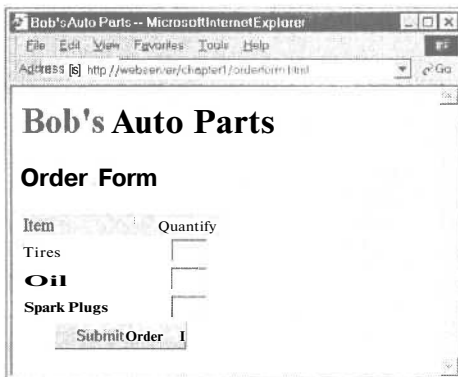 Bob's Auto Parts -- Microsoft Internet Explorer
File Edit View Favorites Tools Help
Address http://webserver/chapter1/orderform.html Go
Bob's Auto Parts
Order Form
Item Quantify
Tires
Oil
Spark Plugs
Submit Order